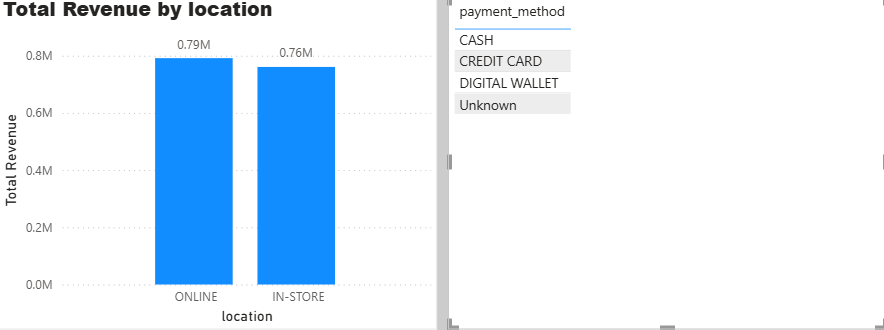 Total Revenue by location
0.79M
0.76M
0.8M
0.6M
0.4M
0.2M
0.0M
Total Revenue
ONLINE
IN-STORE
location
payment_method
CASH
CREDIT CARD
DIGITAL WALLET
Unknown